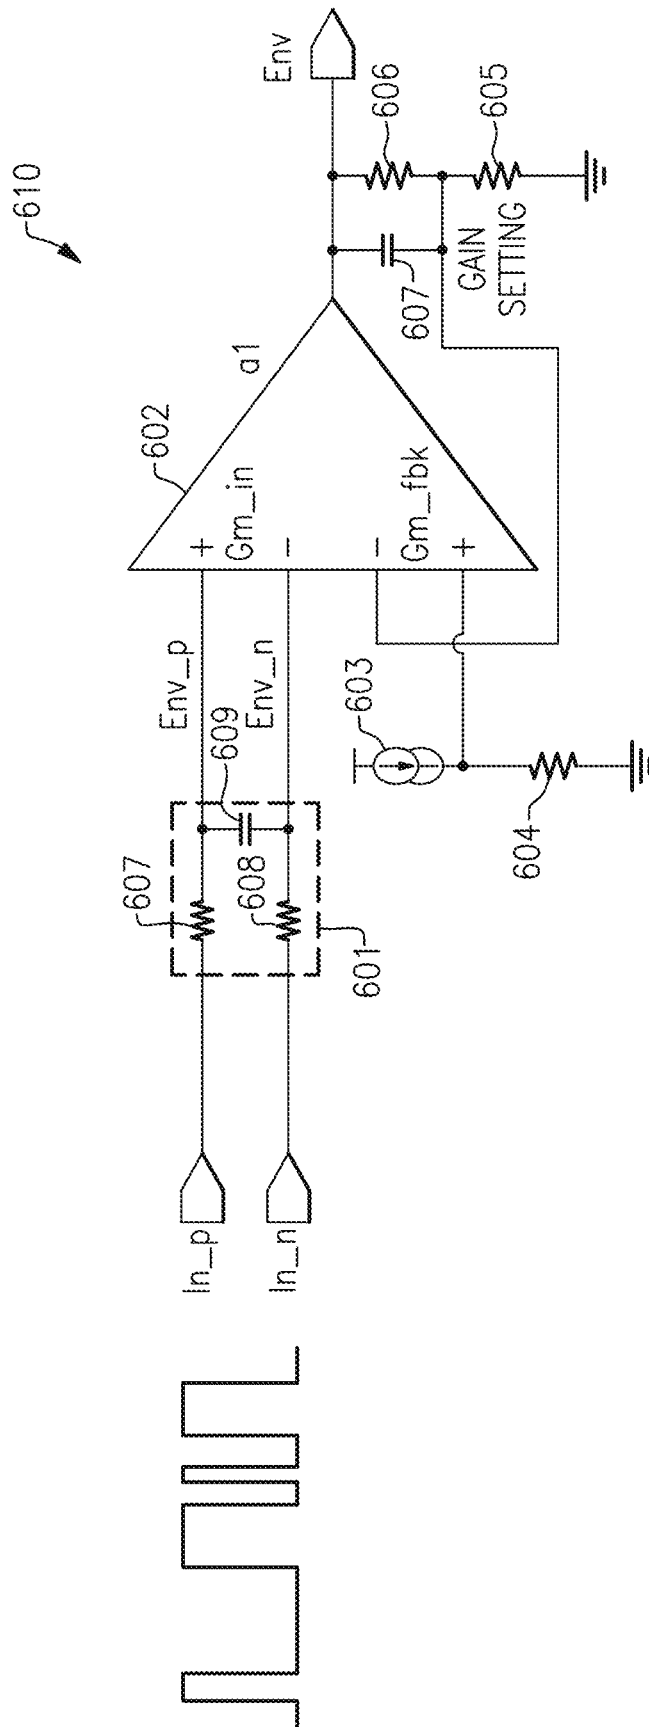 610
In_p
In_n
607
608
601
609
Env_p
Env_n
603
604
602
a1
+
Gm_in
−
−
Gm_fbk
+
607
GAIN
SETTING
606
605
Env